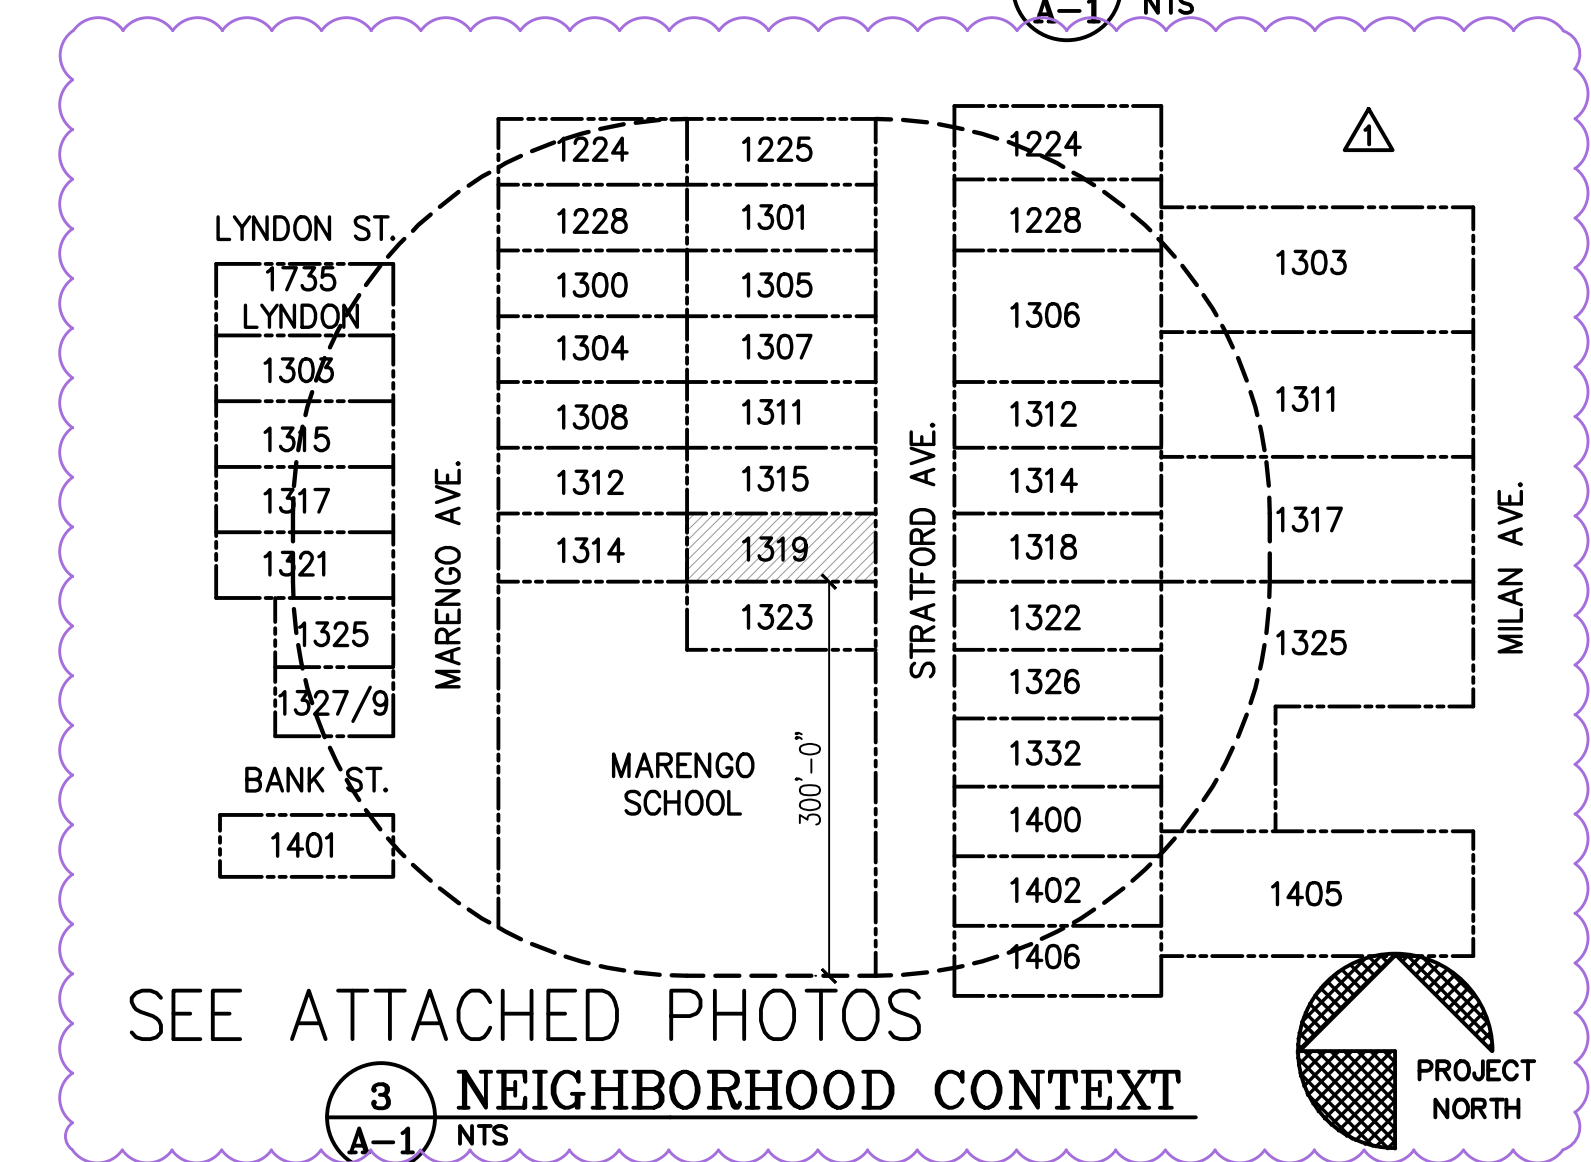 A-1
NTS
1
LYNDON ST.
1735
LYNDON
1303
1315
1317
1321
1325
1327/9
BANK ST.
1401
MARENGO AVE.
1224
1228
1300
1304
1308
1312
1314
1225
1301
1305
1307
1311
1315
1319
1323
MARENGO
SCHOOL
300'-0"
STRATFORD AVE.
1224
1228
1306
1312
1314
1318
1322
1326
1332
1400
1402
1406
1303
1311
1317
1325
1405
MILAN AVE.
SEE ATTACHED PHOTOS
3
A-1
NEIGHBORHOOD CONTEXT
NTS
PROJECT
NORTH